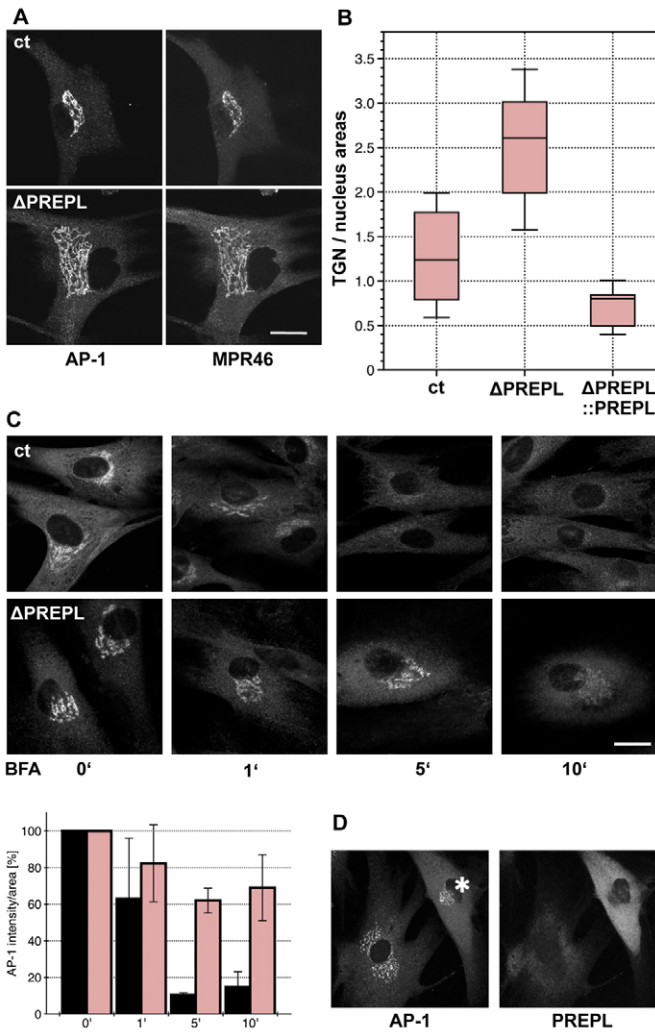 A
ct
ΔPREPL
AP-1 MPR46
B
TGN / nucleus areas
3.5
3.0
2.5
2.0
1.5
1.0
0.5
0
ct ΔPREPL ΔPREPL
::PREPL
C
ct
ΔPREPL
BFA 0‘ 1‘ 5‘ 10‘
AP-1 intensity/area [%]
100
80
60
40
20
0
0' 1' 5' 10'
D
*
AP-1 PREPL